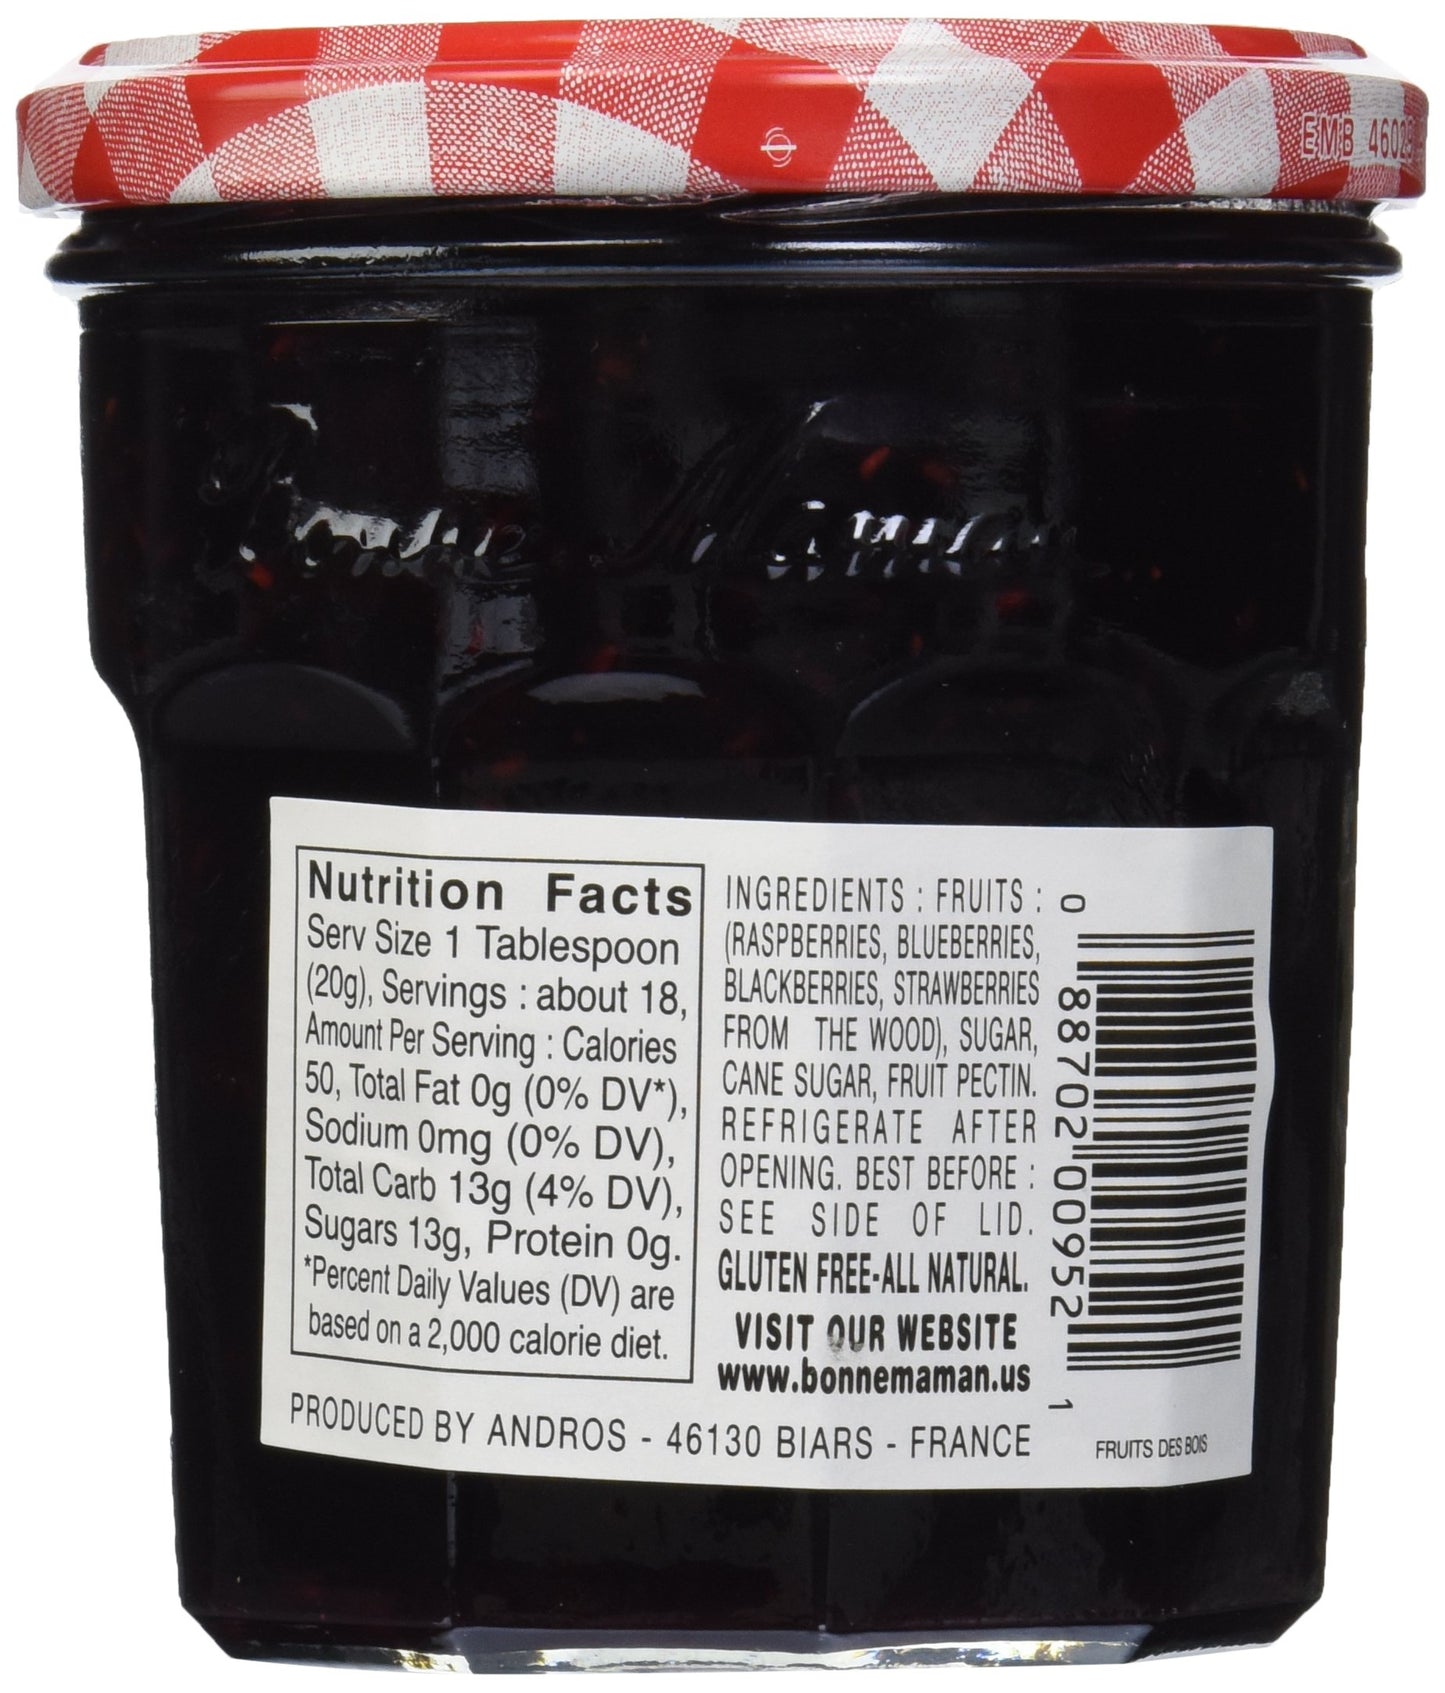 EMB 4602
Bonne Maman
Nutrition Facts
Serv Size 1 Tablespoon
(20g), Servings : about 18,
Amount Per Serving : Calories
50, Total Fat 0g (0% DV*),
Sodium 0mg (0% DV),
Total Carb 13g (4% DV),
Sugars 13g, Protein 0g.
*Percent Daily Values (DV) are
based on a 2,000 calorie diet.
INGREDIENTS : FRUITS :
(RASPBERRIES, BLUEBERRIES,
BLACKBERRIES, STRAWBERRIES
FROM THE WOOD), SUGAR,
CANE SUGAR, FRUIT PECTIN.
REFRIGERATE AFTER
OPENING. BEST BEFORE :
SEE SIDE OF LID.
GLUTEN FREE-ALL NATURAL.
VISIT OUR WEBSITE
www.bonnemaman.us
0 88702 00952 1
PRODUCED BY ANDROS - 46130 BIARS - FRANCE
FRUITS DES BOIS